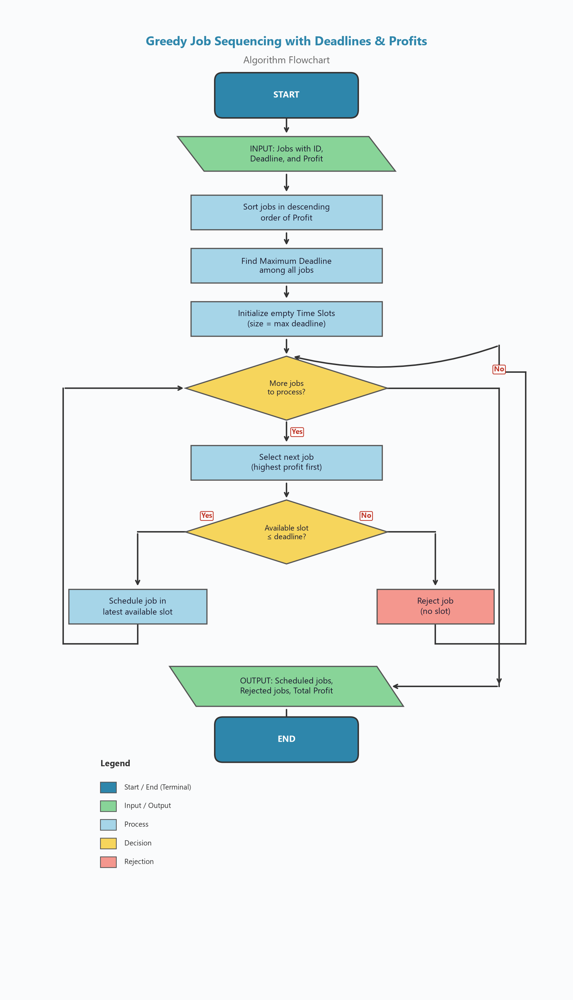 Greedy Job Sequencing with Deadlines & Profits
Algorithm Flowchart
START
INPUT: Jobs with ID,
Deadline, and Profit
Sort jobs in descending
order of Profit
Find Maximum Deadline
among all jobs
Initialize empty Time Slots
(size = max deadline)
No
More jobs
to process?
Yes
Select next job
(highest profit first)
Yes
No
Available slot
≤ deadline?
Schedule job in
latest available slot
Reject job
(no slot)
OUTPUT: Scheduled jobs,
Rejected jobs, Total Profit
END
Legend
Start / End (Terminal)
Input / Output
Process
Decision
Rejection